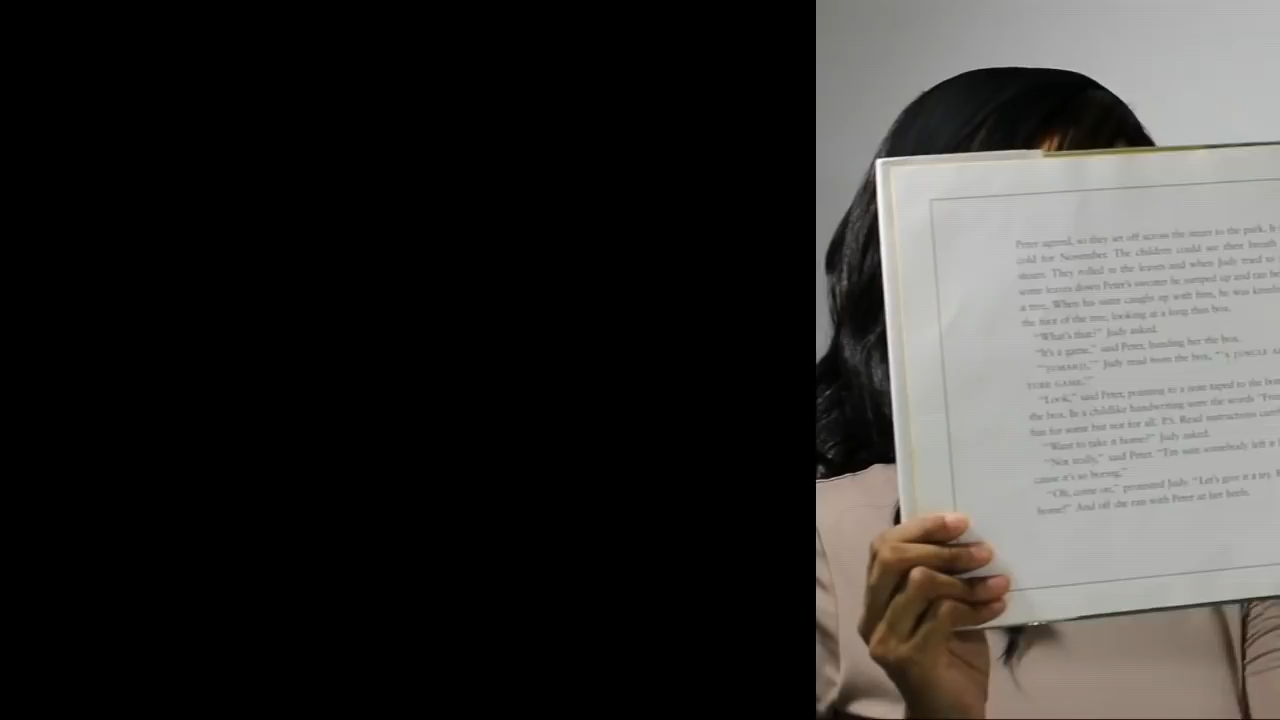 Peter agreed, so they set off across the street to the park. It
cold for November. The children could see their breath
steam. They rolled in the leaves and when Judy tried to
some leaves down Peter's sweater he jumped up and ran be
a tree. When his sister caught up with him, he was kneeli
the foot of the tree, looking at a long thin box.
"What's that?" Judy asked.
"It's a game," said Peter, handing her the box.
"'JUMANJI,'" Judy read from the box, "'A JUNGLE AD
TURE GAME.'"
"Look," said Peter, pointing to a note taped to the bott
the box. In a childlike handwriting were the words "Free
fun for some but not for all. P.S. Read instructions care
"Want to take it home?" Judy asked.
"Not really," said Peter. "I'm sure somebody left it
cause it's so boring."
"Oh, come on," protested Judy. "Let's give it a try.
home!" And off she ran with Peter at her heels.